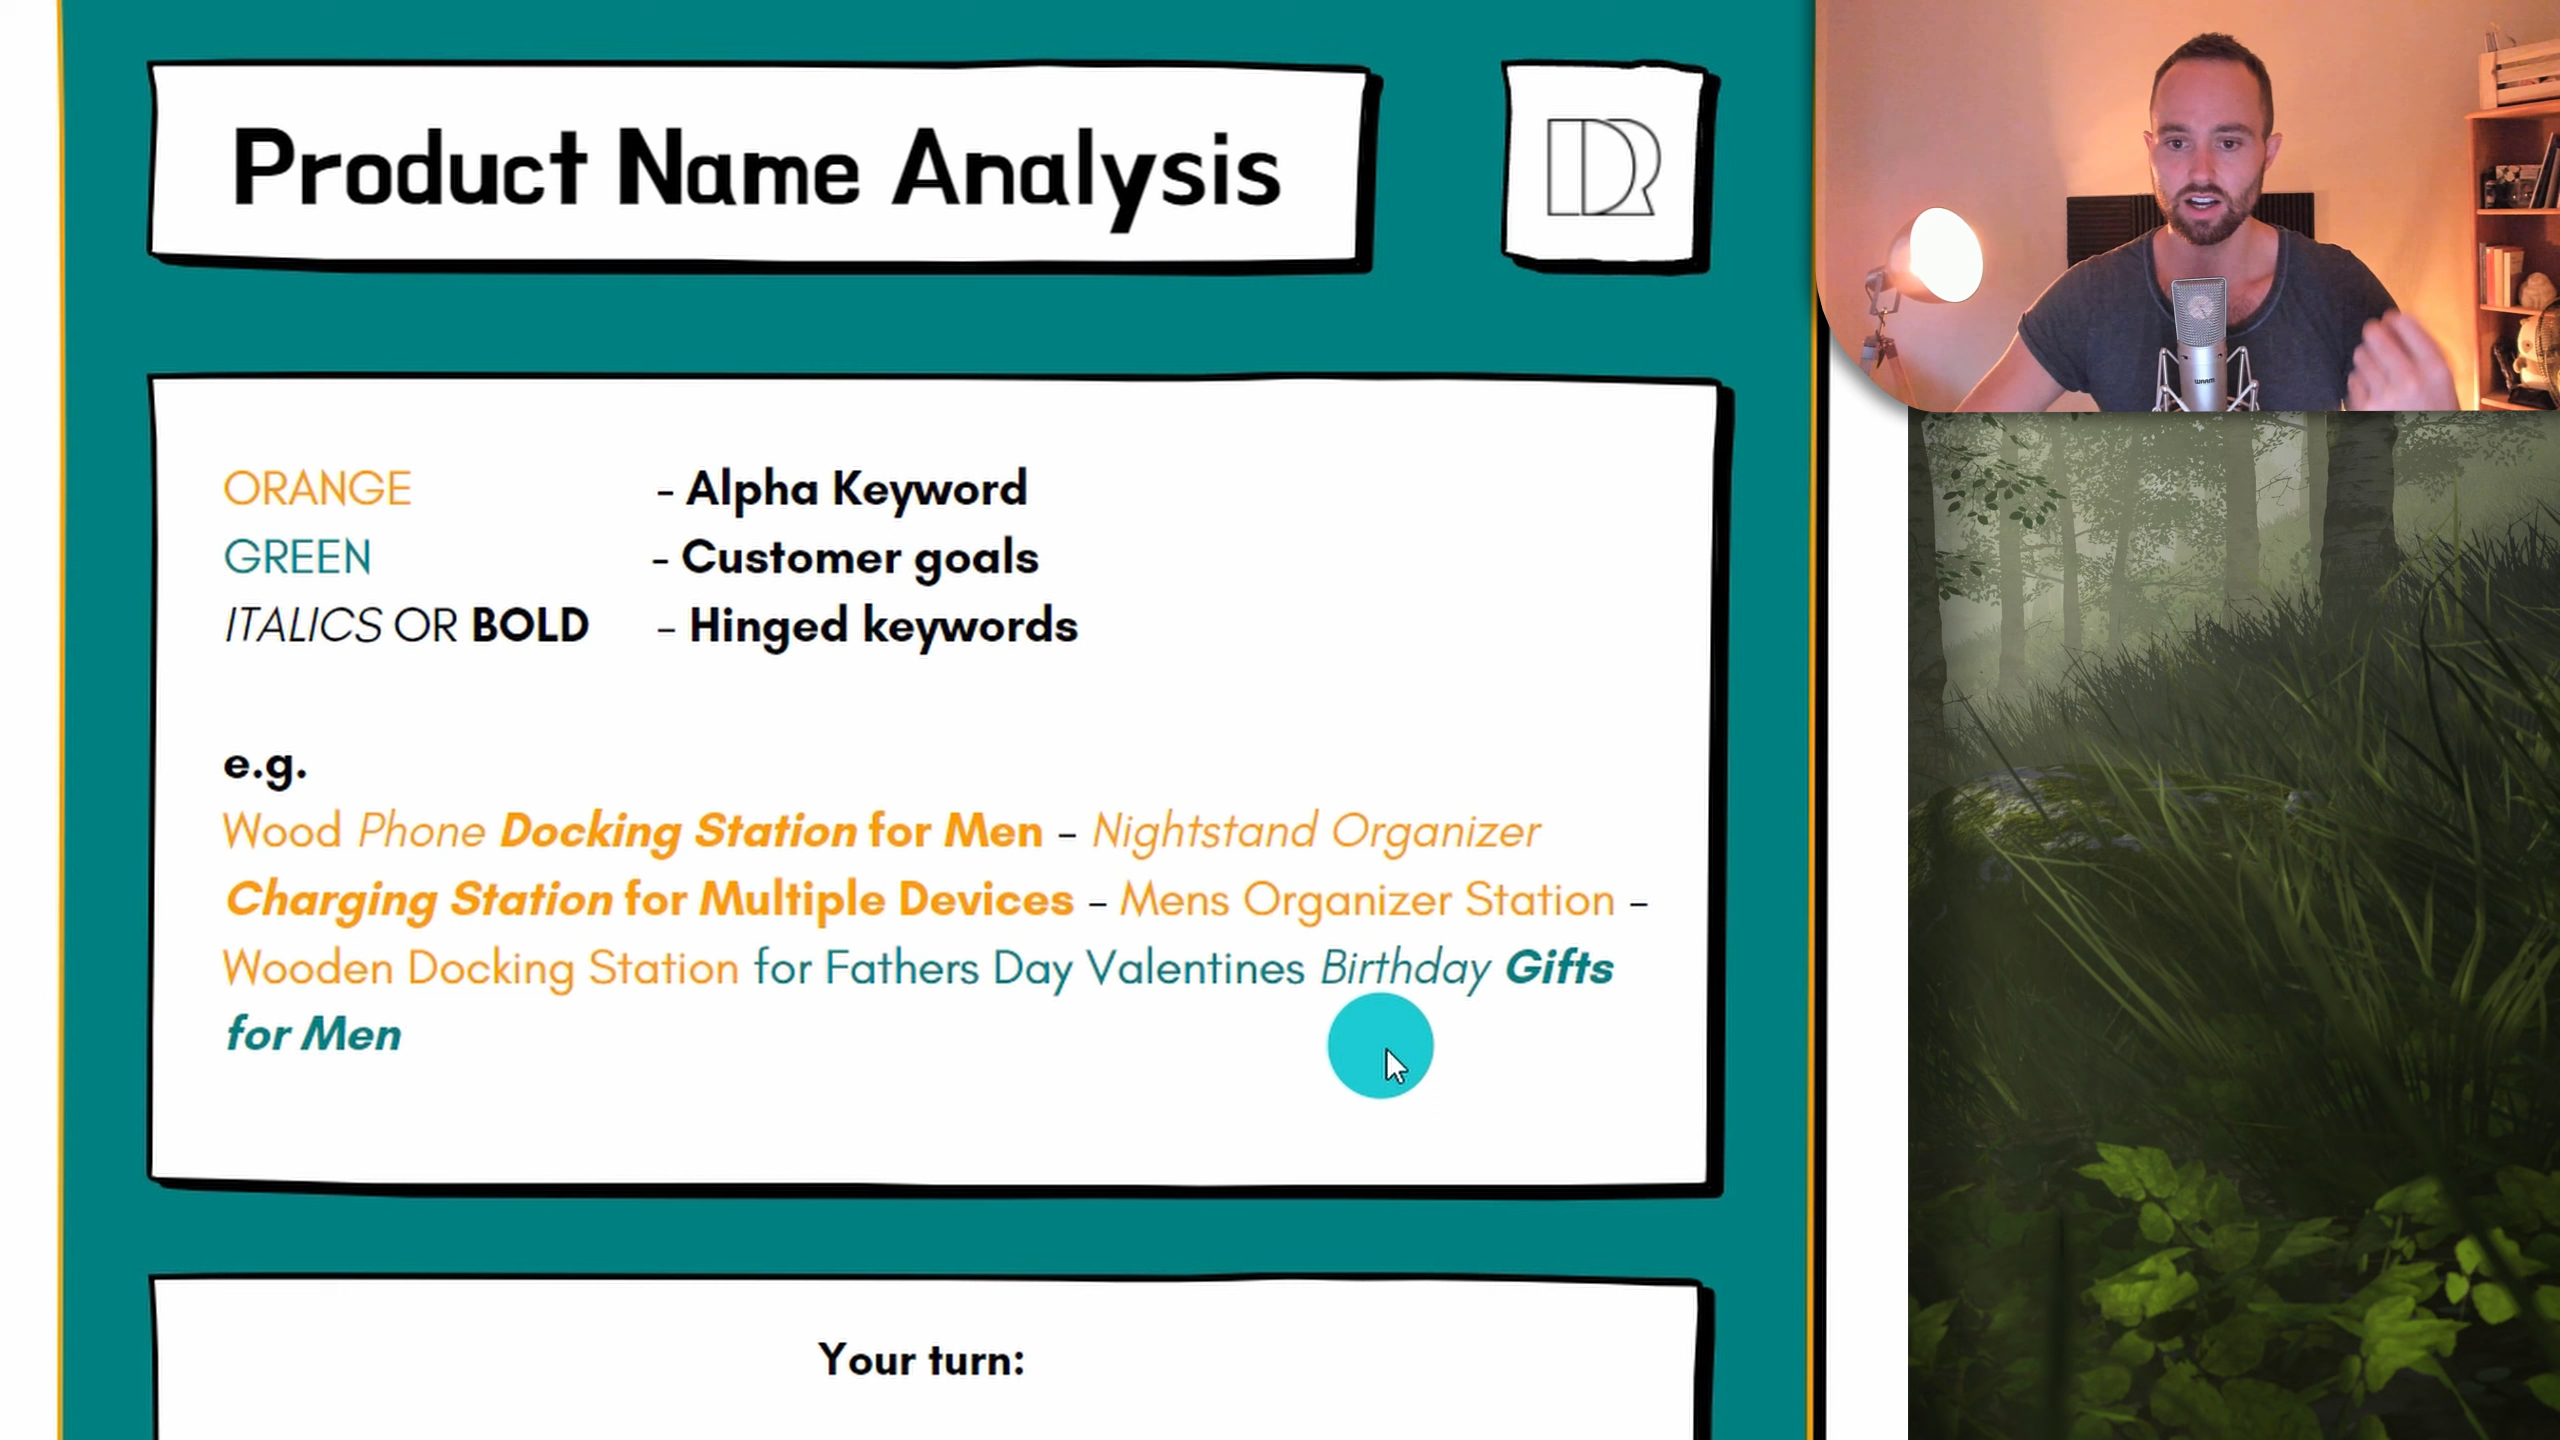 Product Name Analysis
DR
ORANGE - Alpha Keyword
GREEN - Customer goals
ITALICS OR BOLD - Hinged keywords
e.g.
Wood Phone Docking Station for Men – Nightstand Organizer
Charging Station for Multiple Devices – Mens Organizer Station –
Wooden Docking Station for Fathers Day Valentines Birthday Gifts
for Men
Your turn: